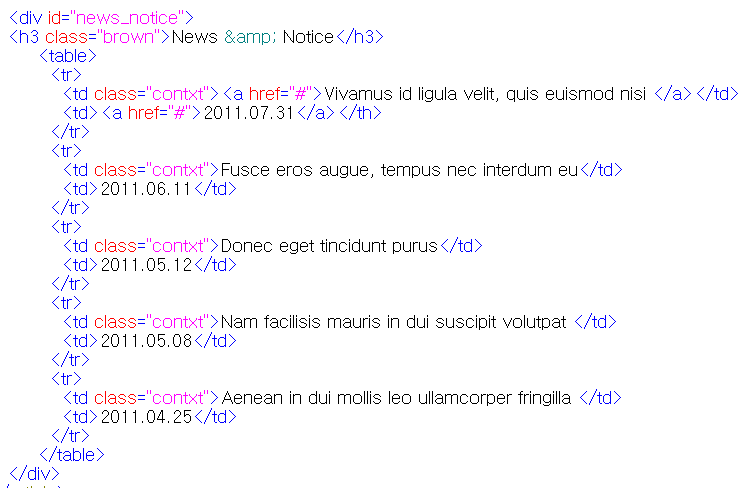 <div id="news_notice">
<h3 class="brown">News &amp; Notice</h3>
<table>
<tr>
<td class="contxt"><a href="#">Vivamus id ligula velit, quis euismod nisi </a></td>
<td><a href="#">2011.07.31</a></th>
</tr>
<tr>
<td class="contxt">Fusce eros augue, tempus nec interdum eu</td>
<td>2011.06.11</td>
</tr>
<tr>
<td class="contxt">Donec eget tincidunt purus</td>
<td>2011.05.12</td>
</tr>
<tr>
<td class="contxt">Nam facilisis mauris in dui suscipit volutpat </td>
<td>2011.05.08</td>
</tr>
<tr>
<td class="contxt">Aenean in dui mollis leo ullamcorper fringilla </td>
<td>2011.04.25</td>
</tr>
</table>
</div>